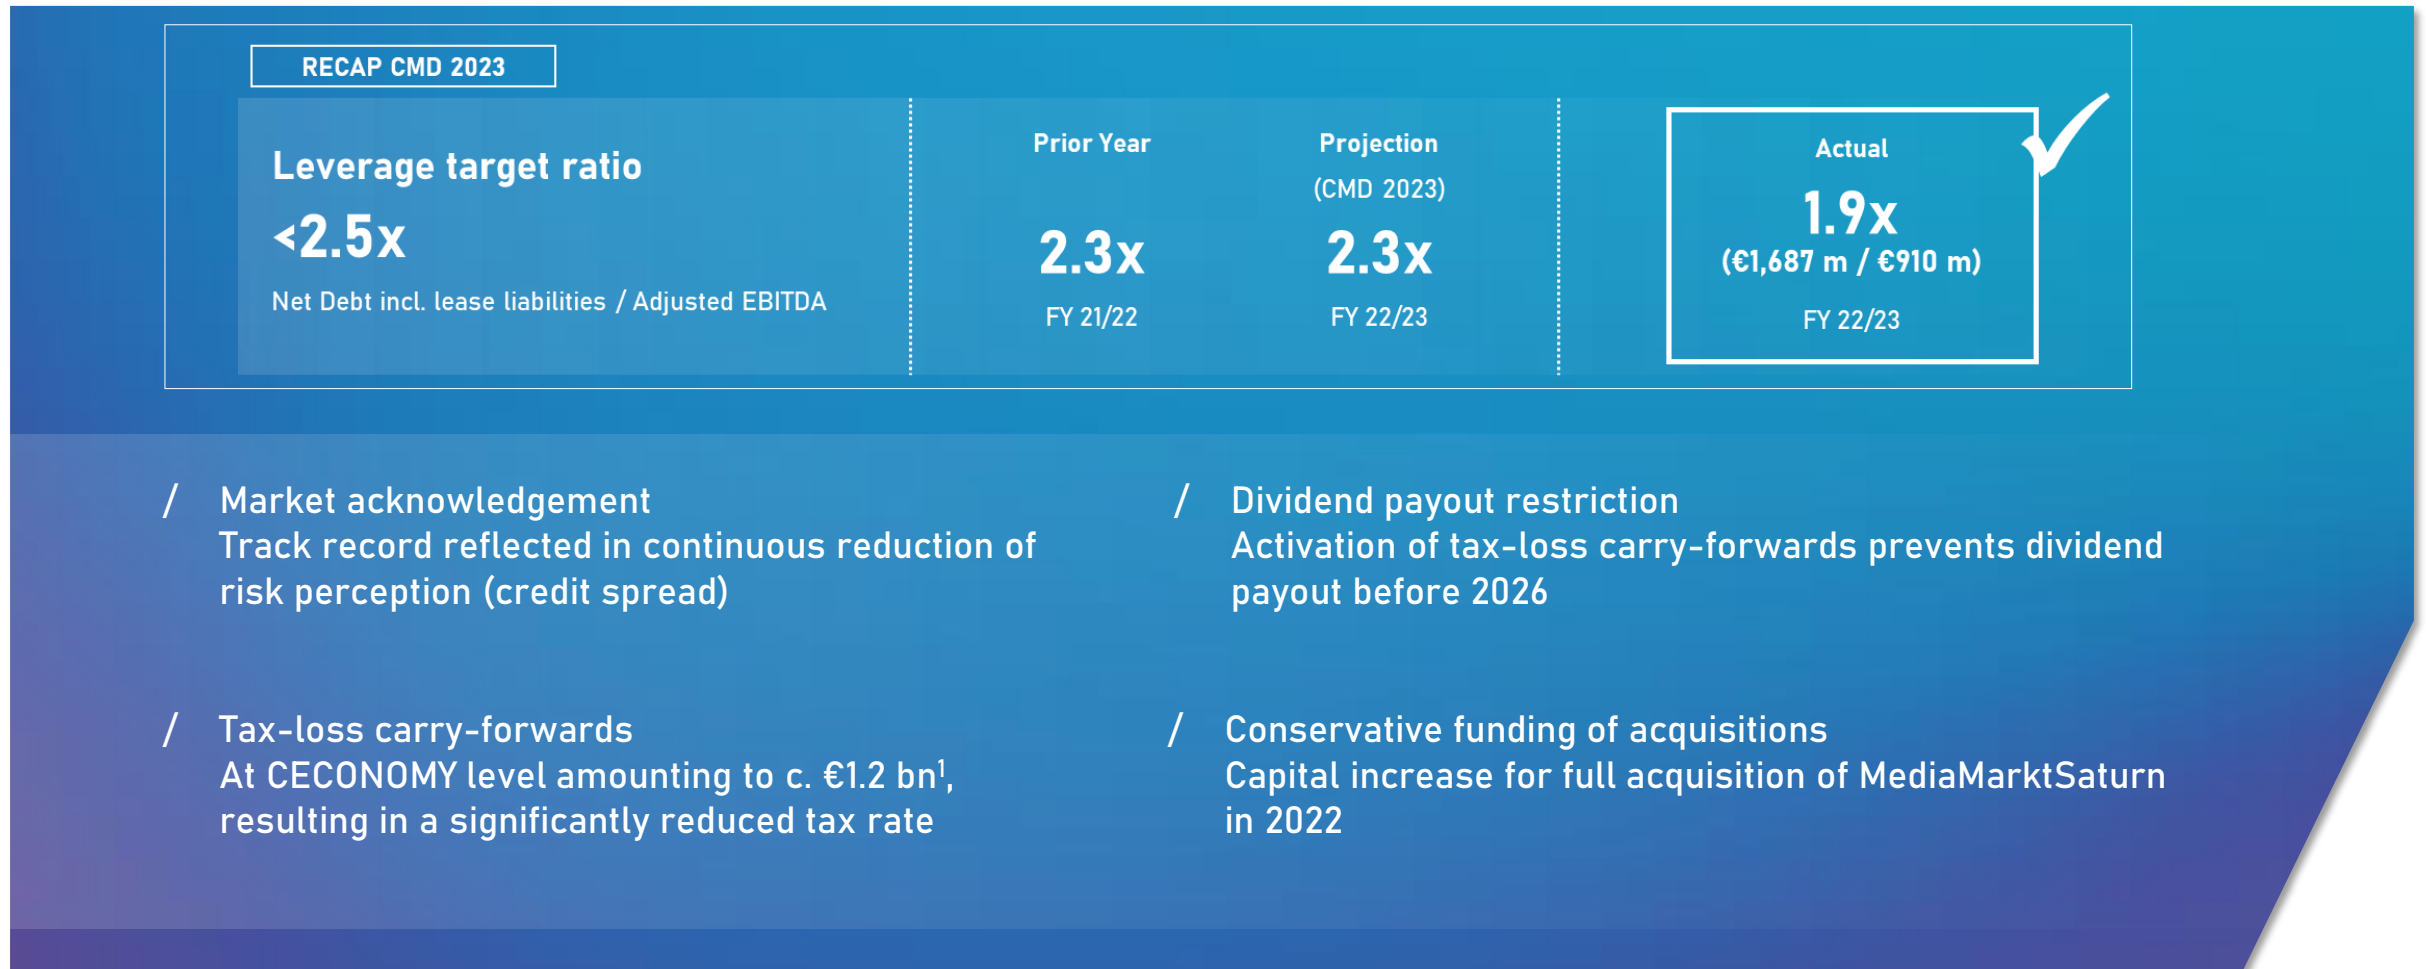 RECAP CMD 2023
Leverage target ratio
<2.5x
Net Debt incl. lease liabilities / Adjusted EBITDA
Prior Year
2.3x
FY 21/22
Projection
(CMD 2023)
2.3x
FY 22/23
Actual
1.9x
(€1,687 m / €910 m)
FY 22/23
/ Market acknowledgement
Track record reflected in continuous reduction of
risk perception (credit spread)
/ Tax-loss carry-forwards
At CECONOMY level amounting to c. €1.2 bn¹,
resulting in a significantly reduced tax rate
/ Dividend payout restriction
Activation of tax-loss carry-forwards prevents dividend
payout before 2026
/ Conservative funding of acquisitions
Capital increase for full acquisition of MediaMarktSaturn
in 2022